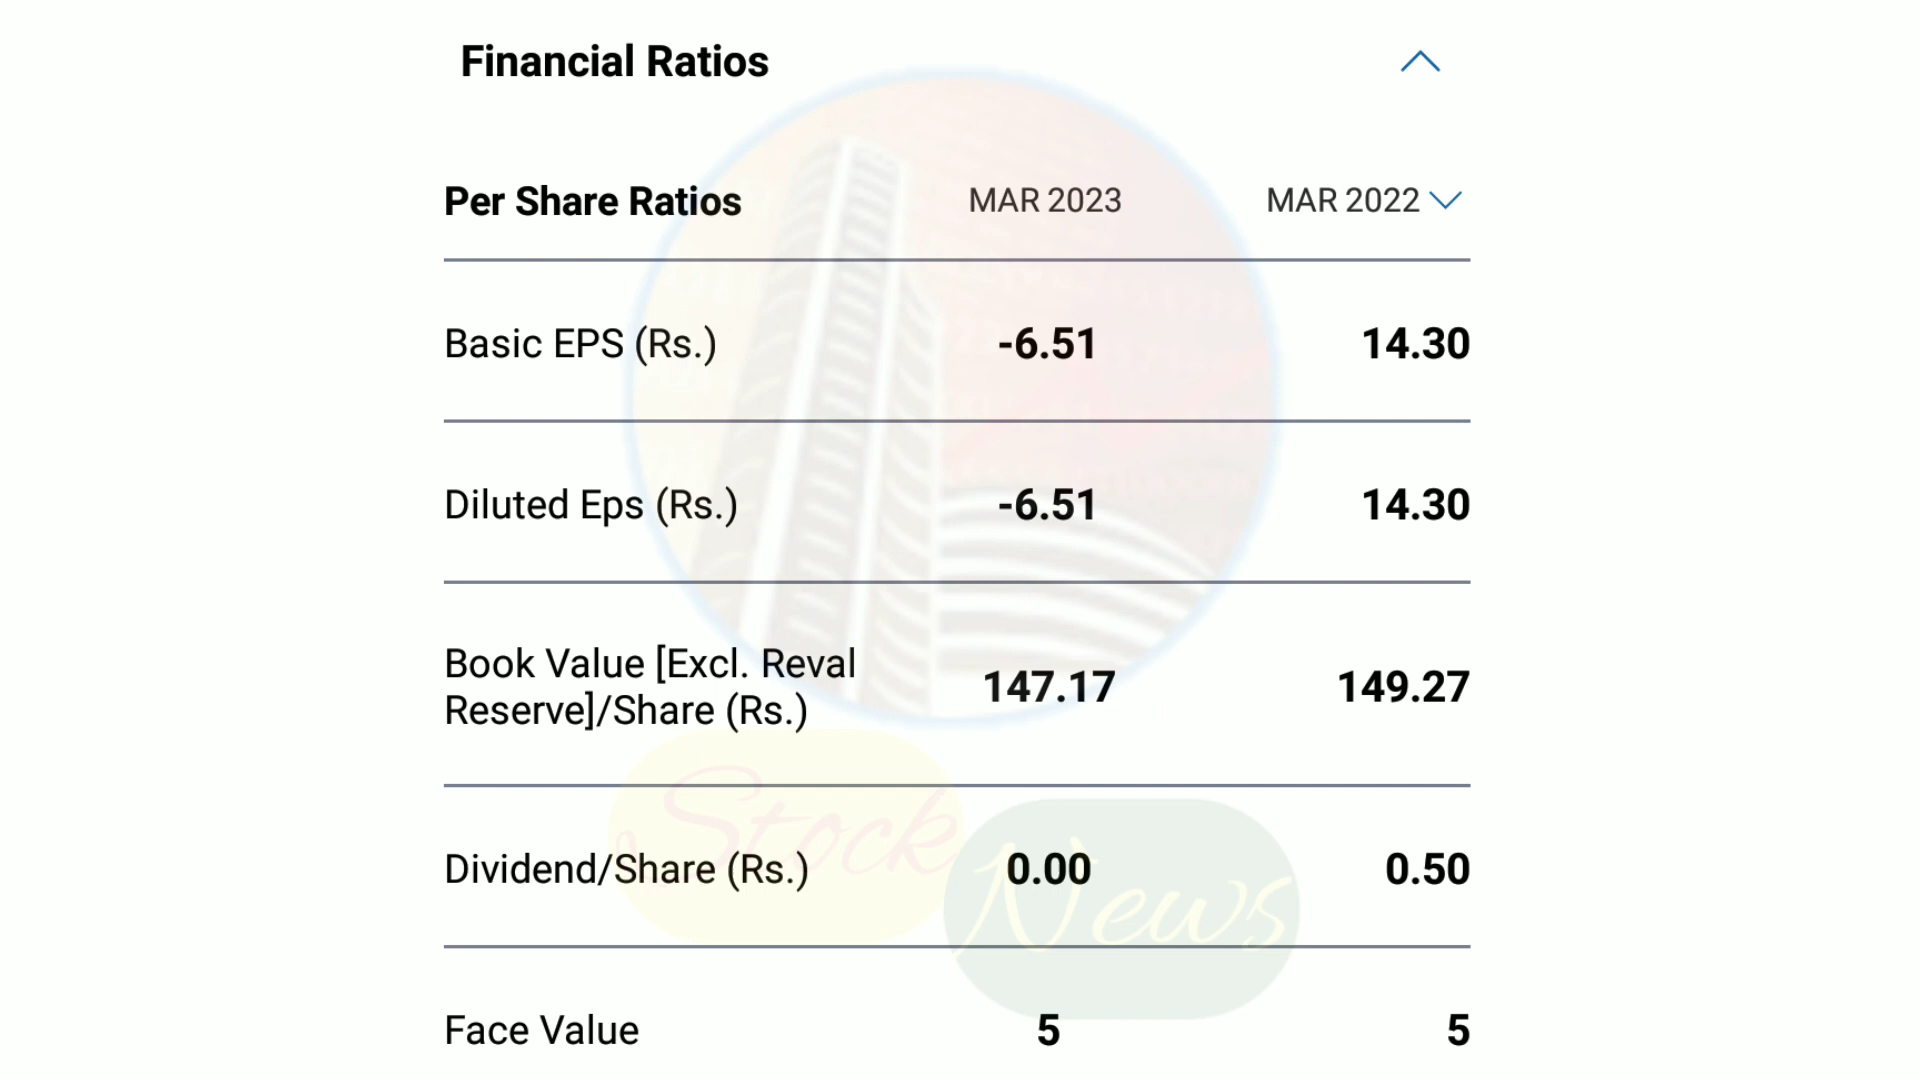 Financial Ratios
Per Share Ratios MAR 2023 MAR 2022
Basic EPS (Rs.) -6.51 14.30
Diluted Eps (Rs.) -6.51 14.30
Book Value [Excl. Reval
Reserve]/Share (Rs.) 147.17 149.27
Stock
Dividend/Share (Rs.) 0.00 0.50
News
Face Value 5 5